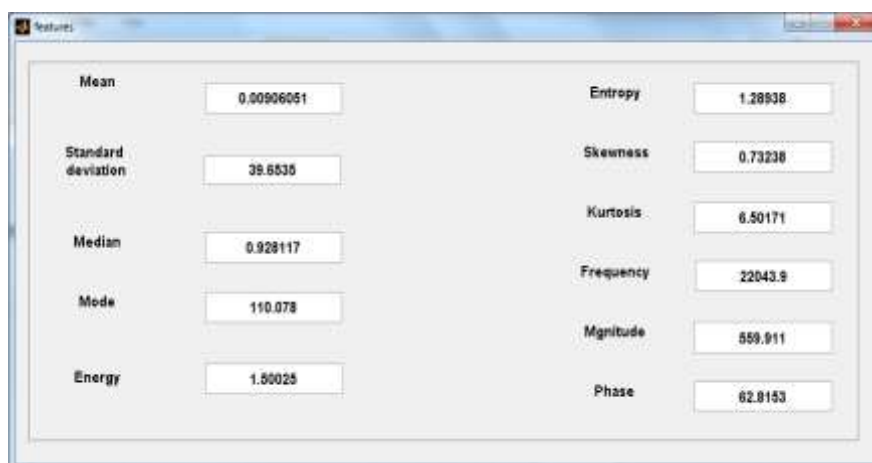 features
Mean
0.00906051
Standard
deviation
39.6535
Median
0.928117
Mode
110.078
Energy
1.50025
Entropy
1.28938
Skewness
0.73238
Kurtosis
6.50171
Frequency
22043.9
Mgnitude
559.911
Phase
62.8153